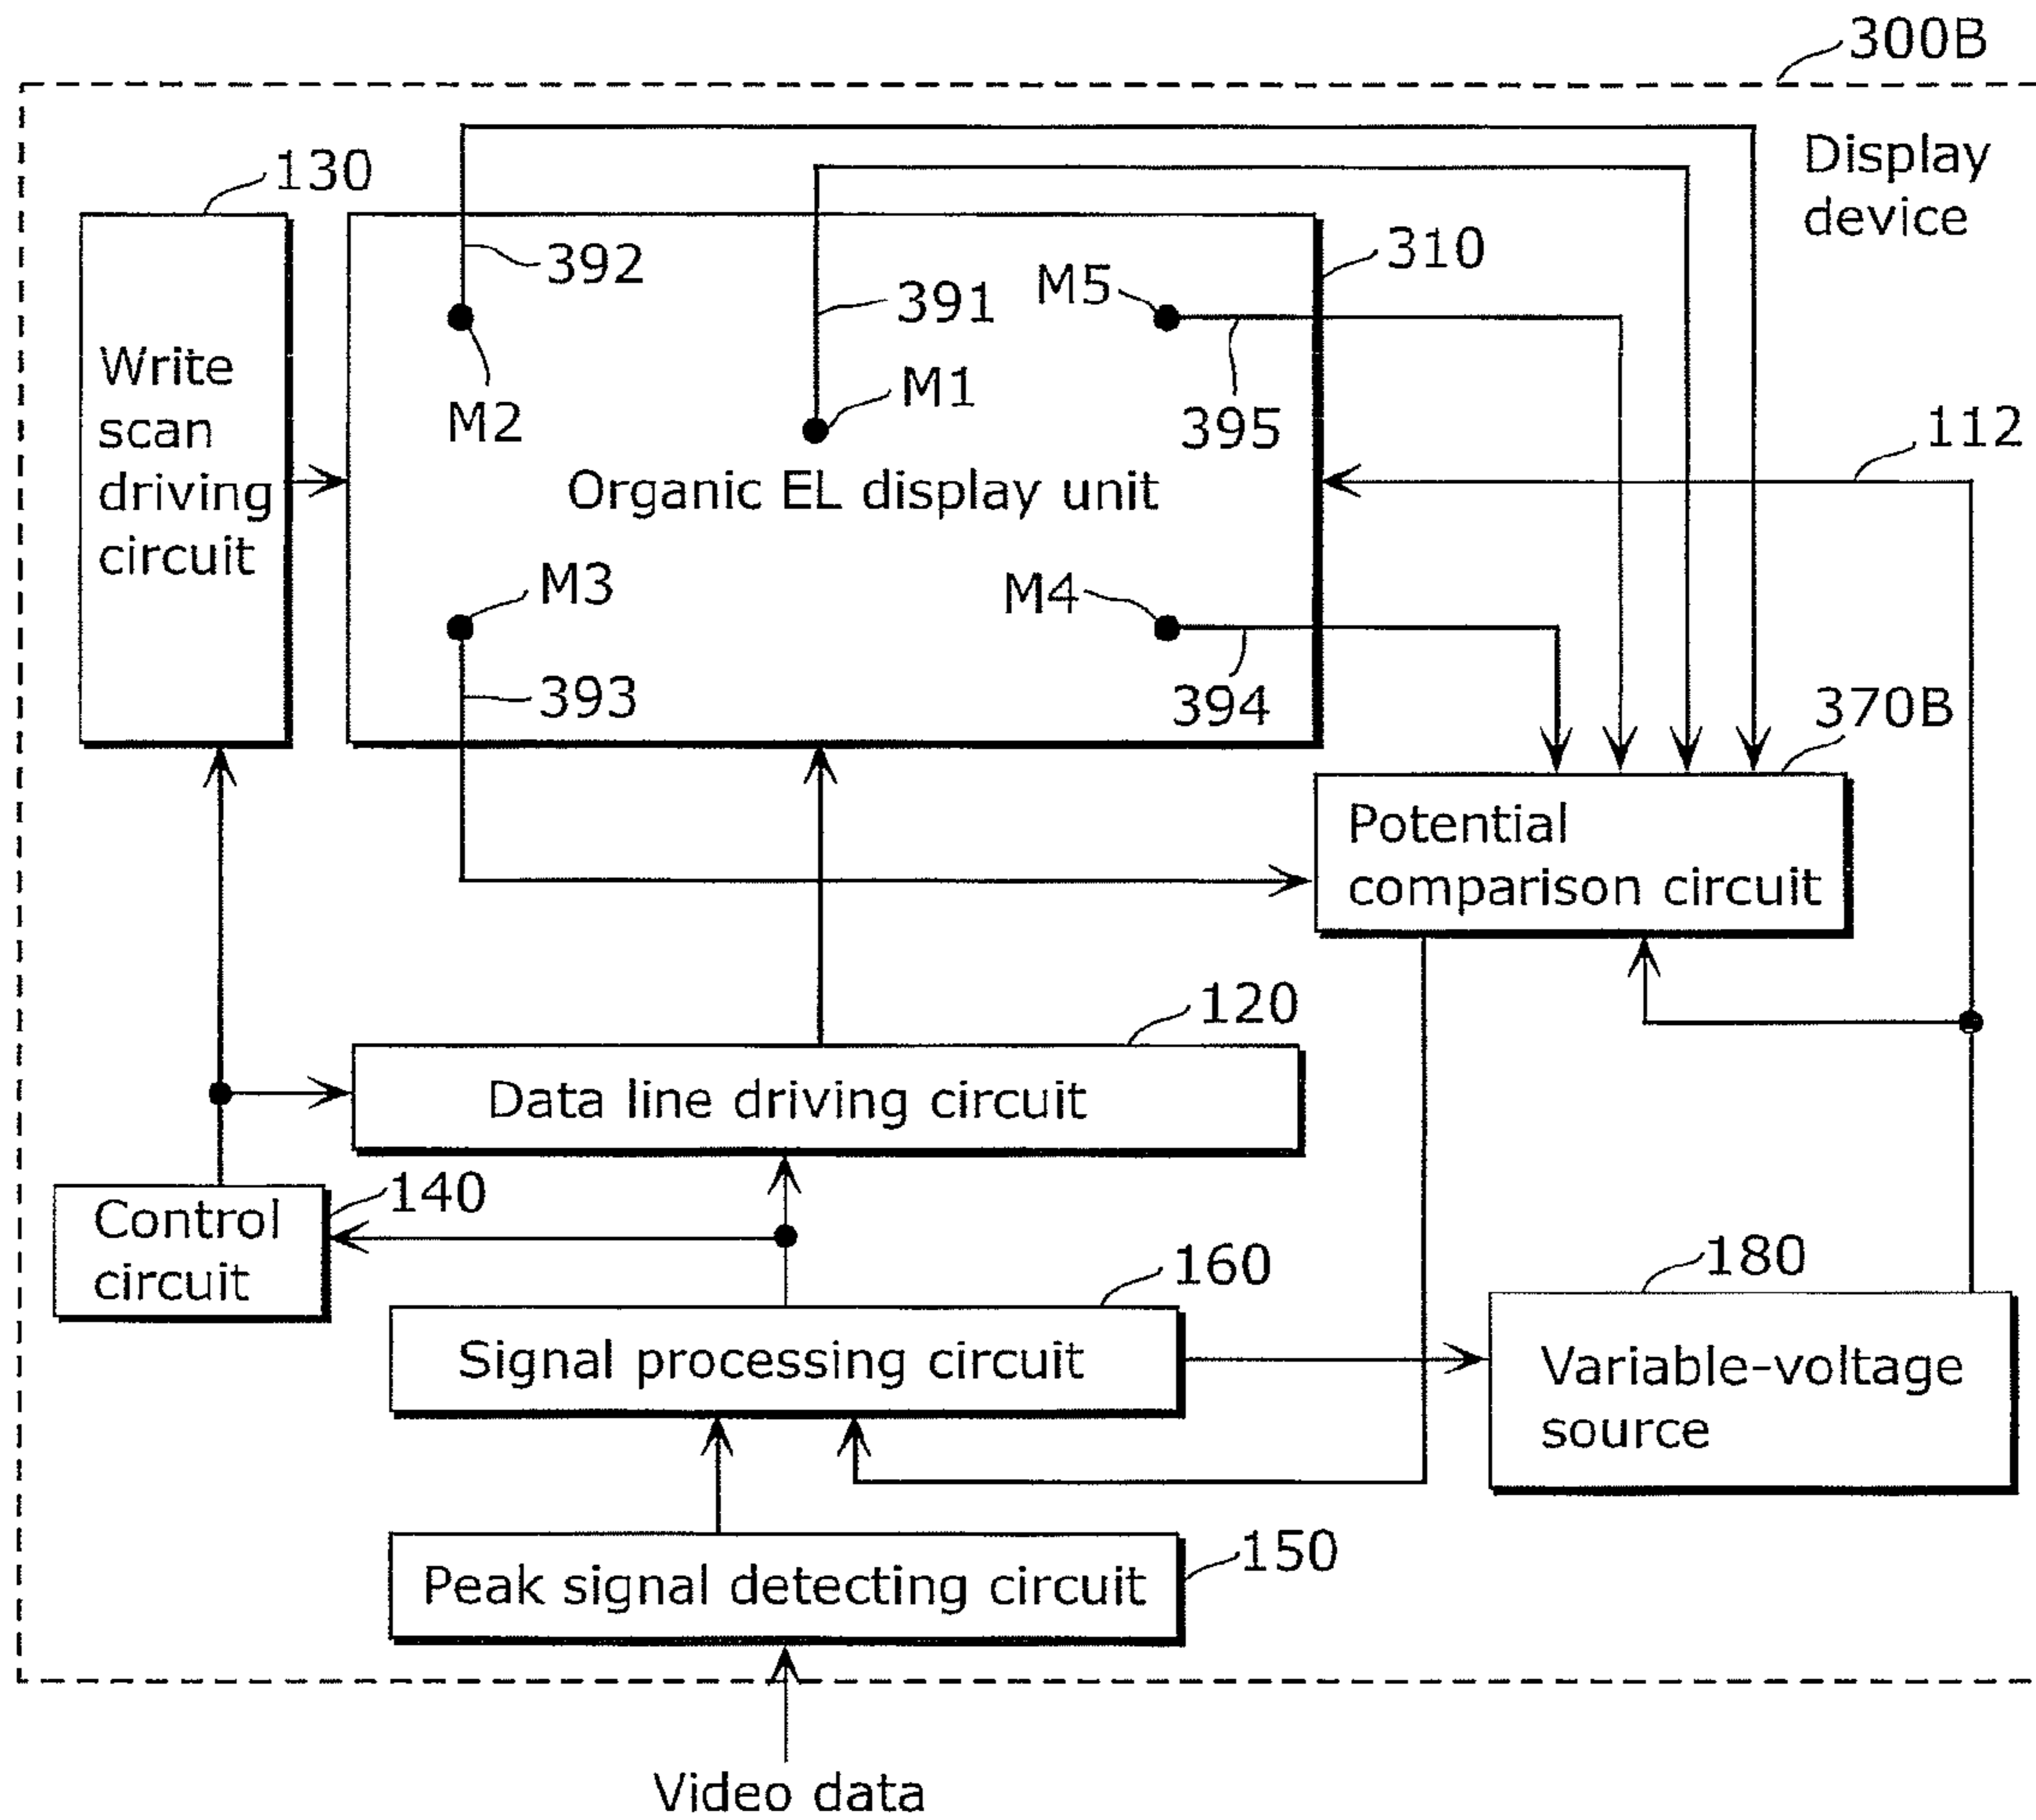 300B
Display
device
130
392
391
M5
310
Write
scan
driving
circuit
M2
M1
395
112
Organic EL display unit
M3
M4
393
394
370B
Potential
comparison circuit
120
Data line driving circuit
140
Control
circuit
160
180
Signal processing circuit
Variable-voltage
source
150
Peak signal detecting circuit
Video data